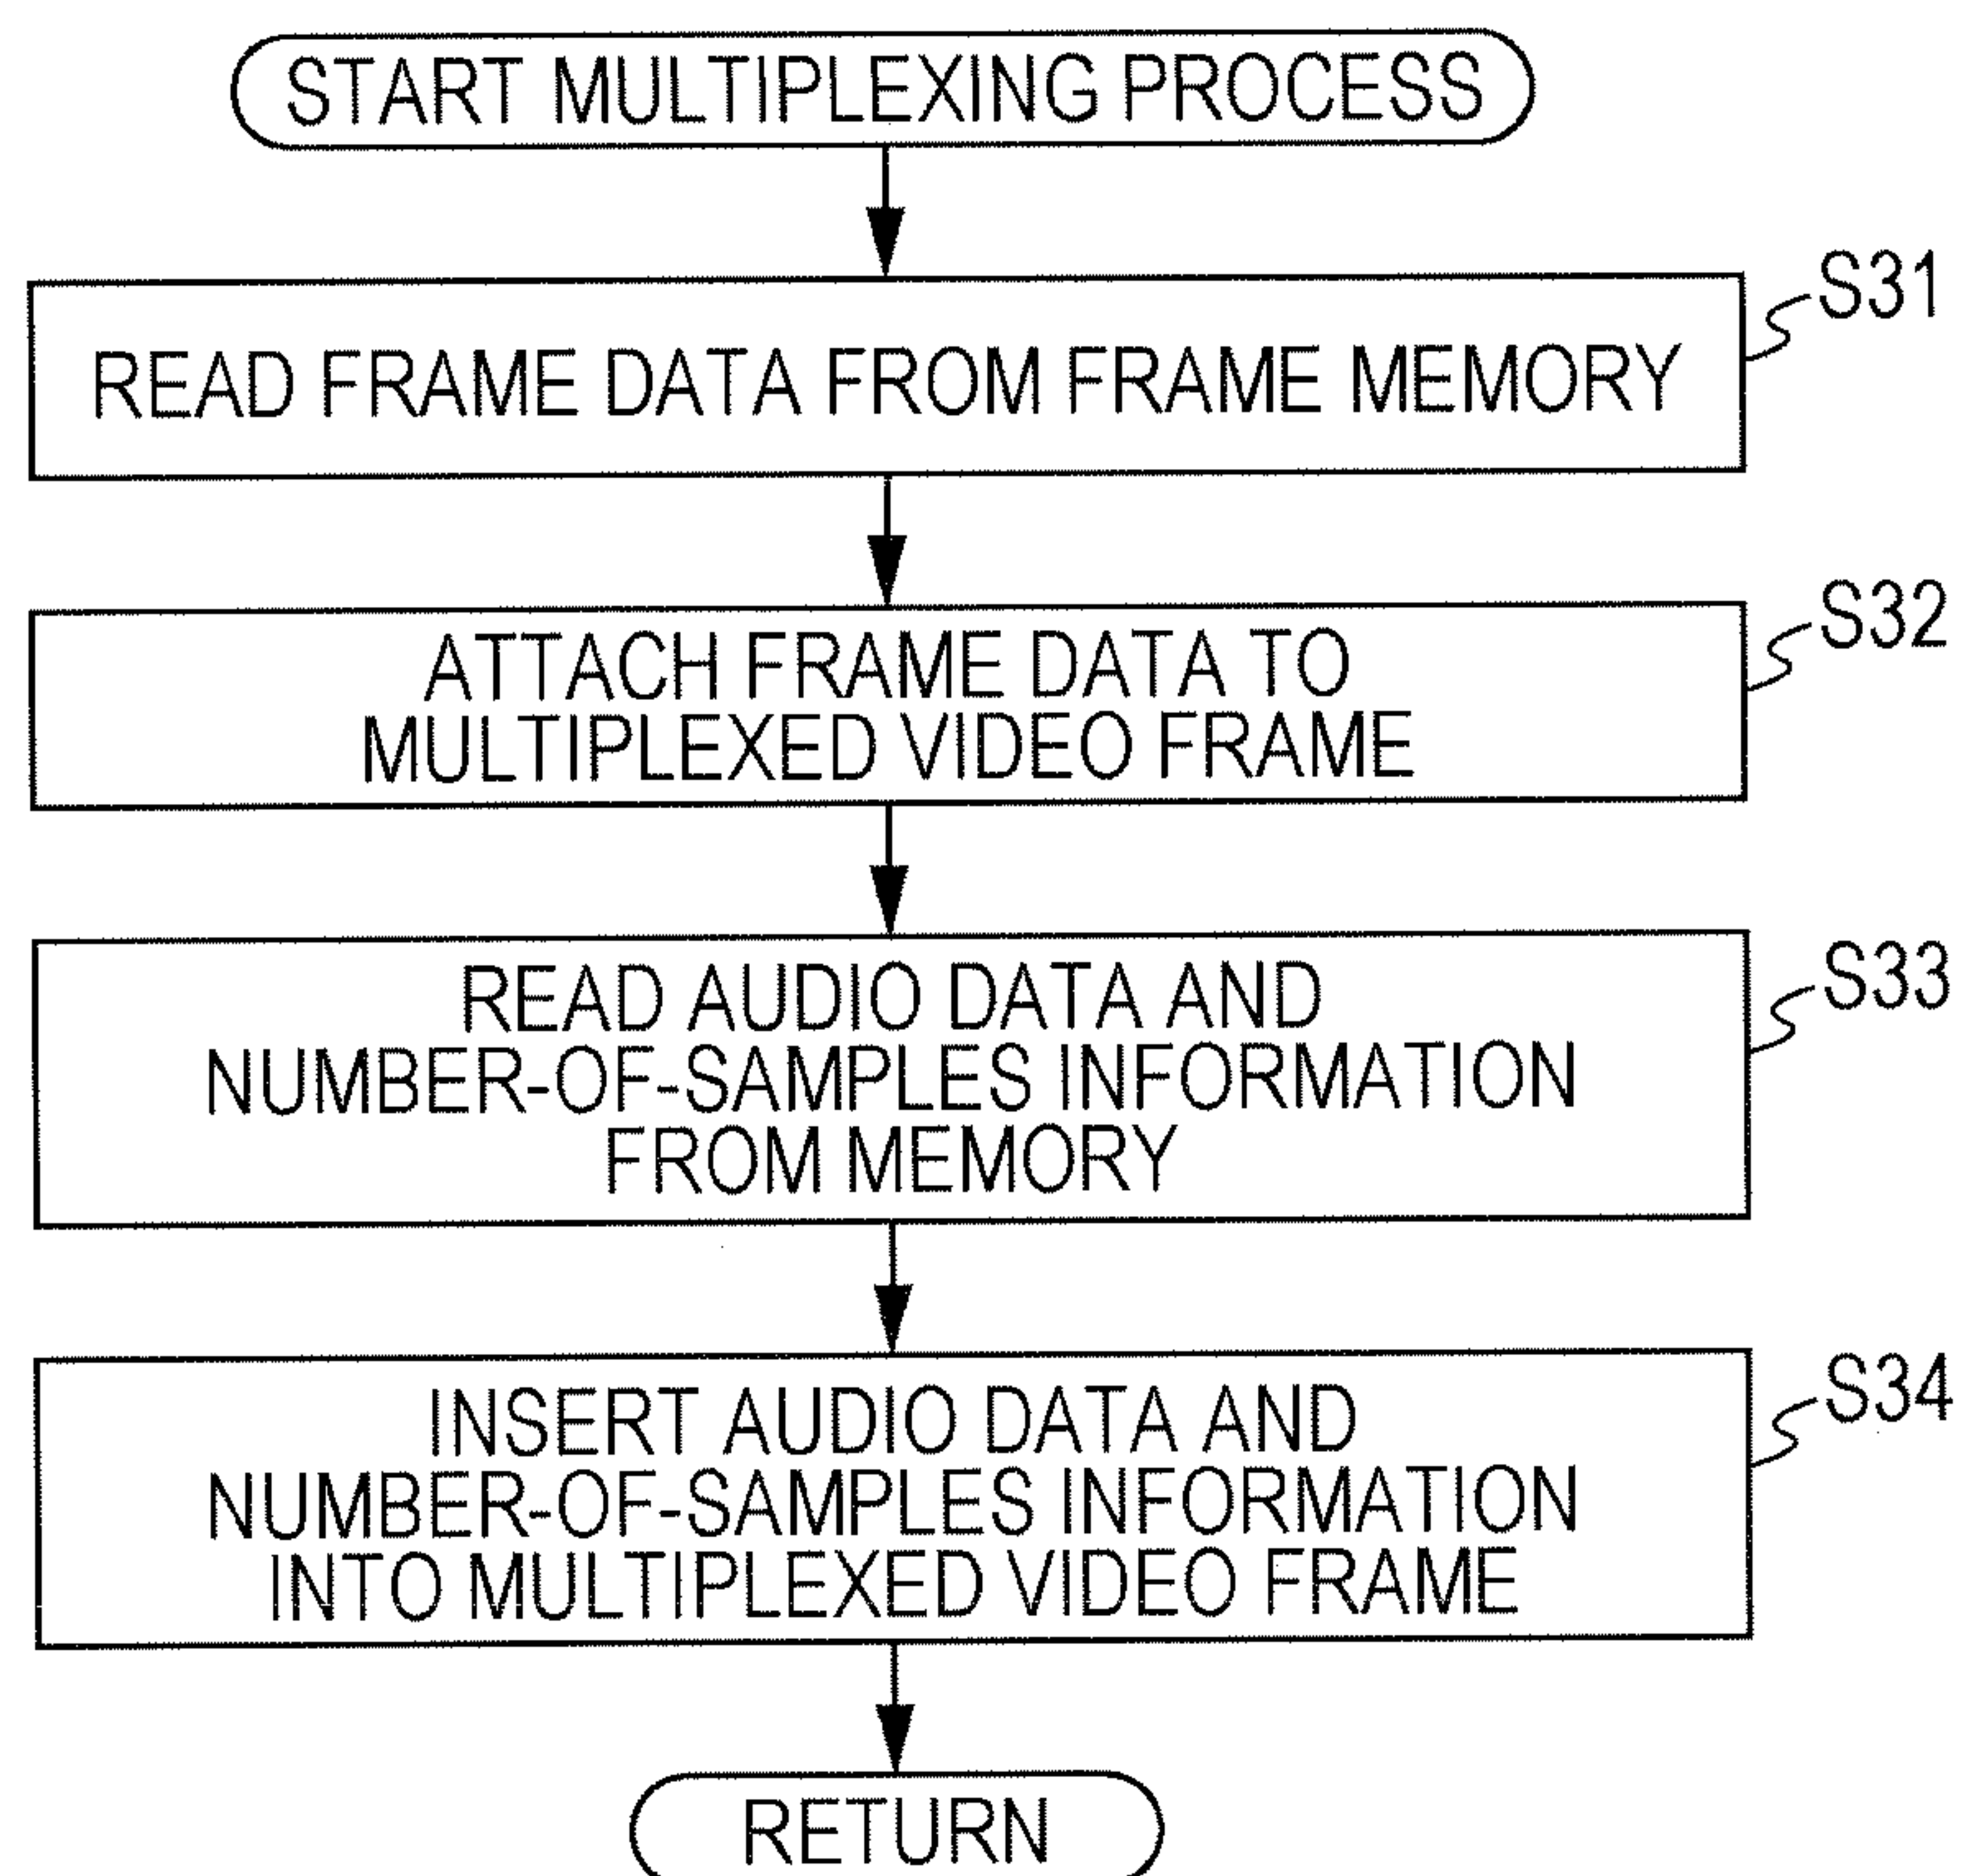 START MULTIPLEXING PROCESS
S31
READ FRAME DATA FROM FRAME MEMORY
S32
ATTACH FRAME DATA TO
MULTIPLEXED VIDEO FRAME
S33
READ AUDIO DATA AND
NUMBER-OF-SAMPLES INFORMATION
FROM MEMORY
S34
INSERT AUDIO DATA AND
NUMBER-OF-SAMPLES INFORMATION
INTO MULTIPLEXED VIDEO FRAME
RETURN